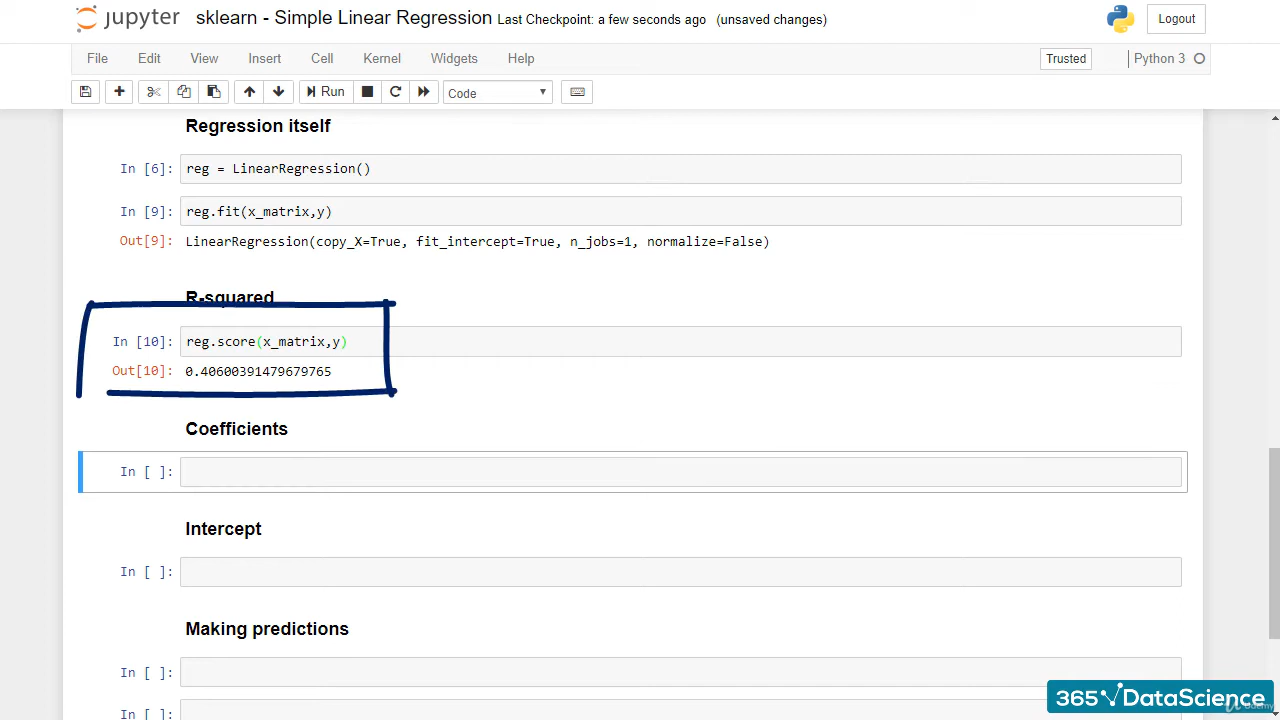 jupyter sklearn - Simple Linear Regression Last Checkpoint: a few seconds ago (unsaved changes) Logout
File Edit View Insert Cell Kernel Widgets Help Trusted Python 3
Run Code
Regression itself
In [6]: reg = LinearRegression()
In [9]: reg.fit(x_matrix,y)
Out[9]: LinearRegression(copy_X=True, fit_intercept=True, n_jobs=1, normalize=False)
R-squared
In [10]: reg.score(x_matrix,y)
Out[10]: 0.40600391479679765
Coefficients
In [ ]:
Intercept
In [ ]:
Making predictions
In [ ]:
In [ ]:
365 DataScience
Udemy